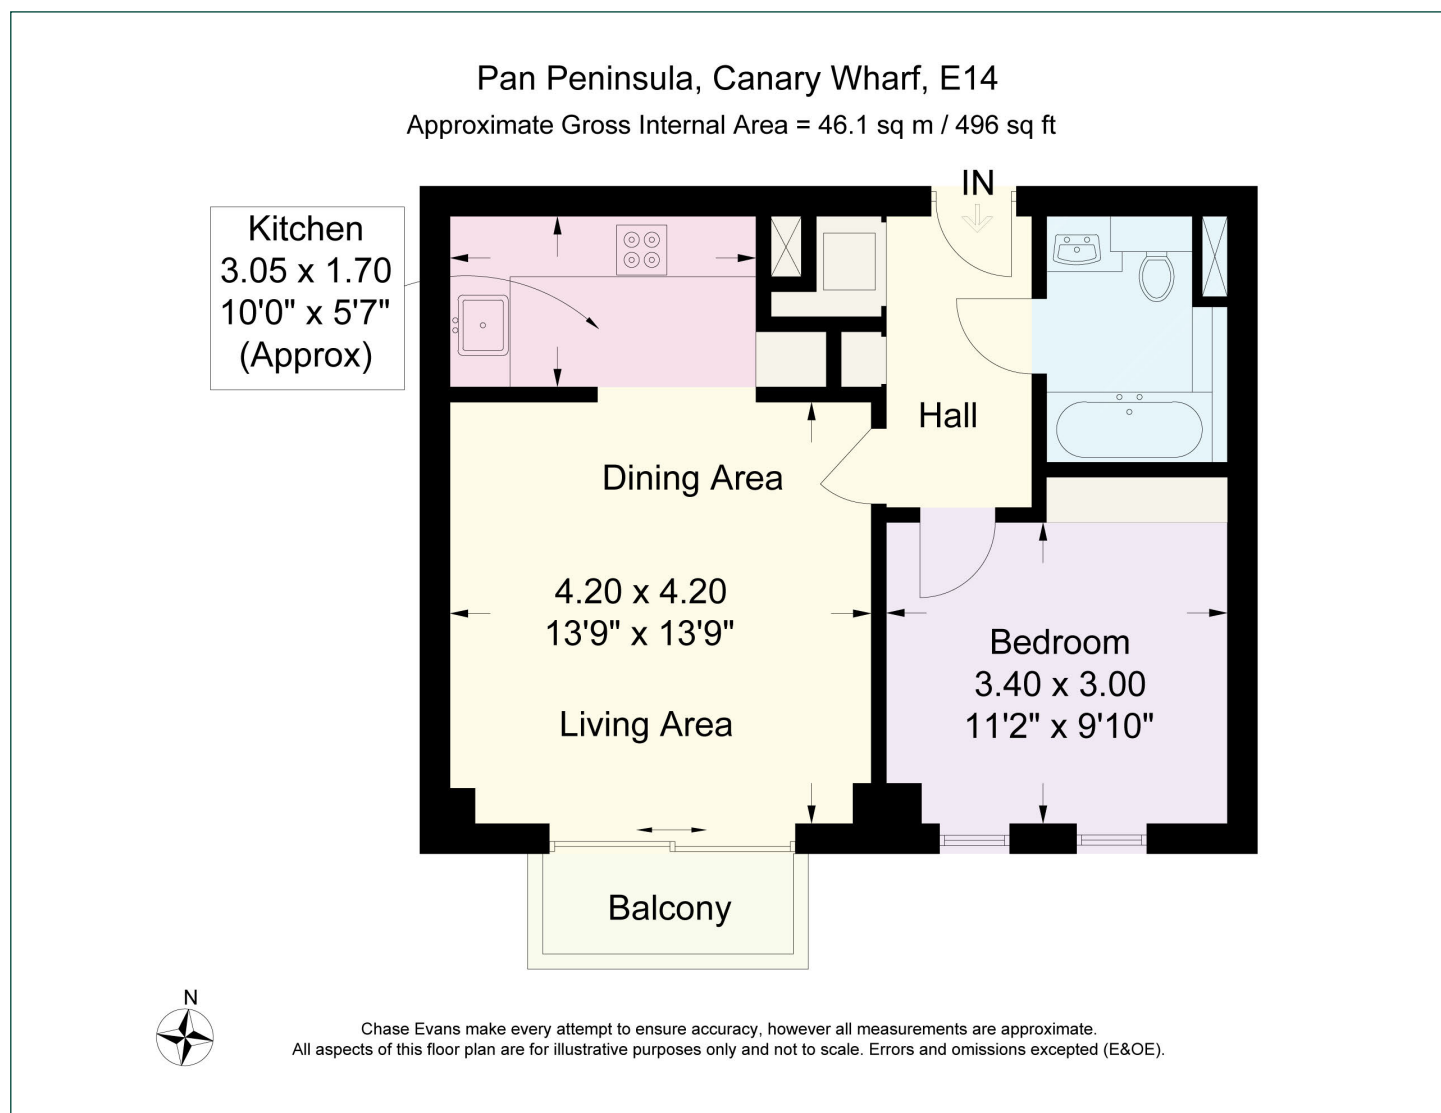 Pan Peninsula, Canary Wharf, E14
Approximate Gross Internal Area = 46.1 sq m / 496 sq ft
IN
Kitchen
3.05 x 1.70
10'0" x 5'7"
(Approx)
Hall
Dining Area
4.20 x 4.20
13'9" x 13'9"
Living Area
Bedroom
3.40 x 3.00
11'2" x 9'10"
Balcony
N
Chase Evans make every attempt to ensure accuracy, however all measurements are approximate.
All aspects of this floor plan are for illustrative purposes only and not to scale. Errors and omissions excepted (E&OE).